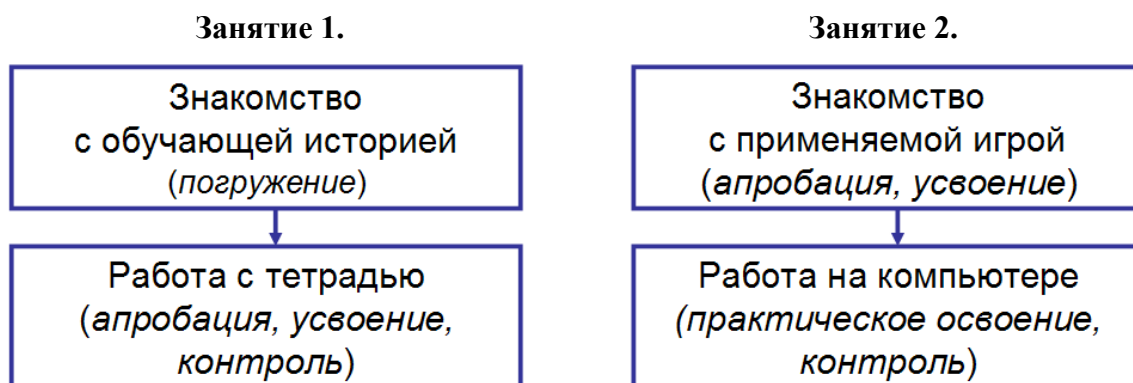 Занятие 1.
Знакомство
с обучающей историей
(погружение)
Работа с тетрадью
(апробация, усвоение,
контроль)
Занятие 2.
Знакомство
с применяемой игрой
(апробация, усвоение)
Работа на компьютере
(практическое освоение,
контроль)